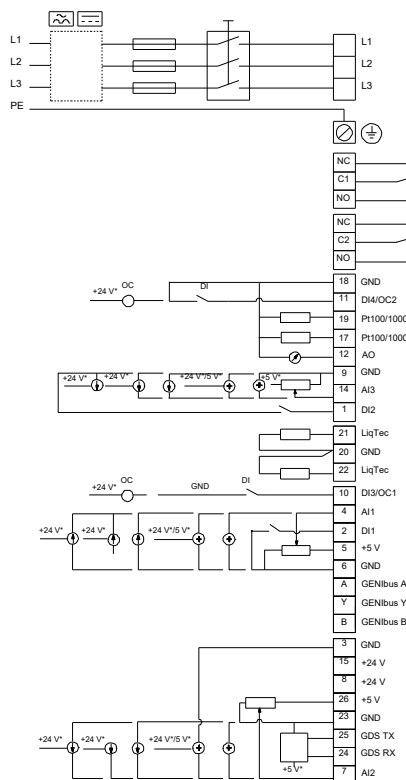 L1 L1
L2 L2
L3 L3
PE
NC
C1
NO
NC
C2
NO
18 GND
+24 V* OC DI 11 DI4/OC2
19 Pt100/1000
17 Pt100/1000
12 AO
9 GND
+24 V* +24 V* +24 V*/5 V* +5 V* 14 AI3
1 DI2
21 LiqTec
20 GND
22 LiqTec
+24 V* OC GND DI 10 DI3/OC1
4 AI1
+24 V* +24 V* +24 V*/5 V* 2 DI1
5 +5 V
6 GND
A GENIbus A
Y GENIbus Y
B GENIbus B
3 GND
15 +24 V
8 +24 V
26 +5 V
23 GND
25 GDS TX
+24 V* +24 V* +24 V*/5 V* 24 GDS RX
+5 V* 7 AI2